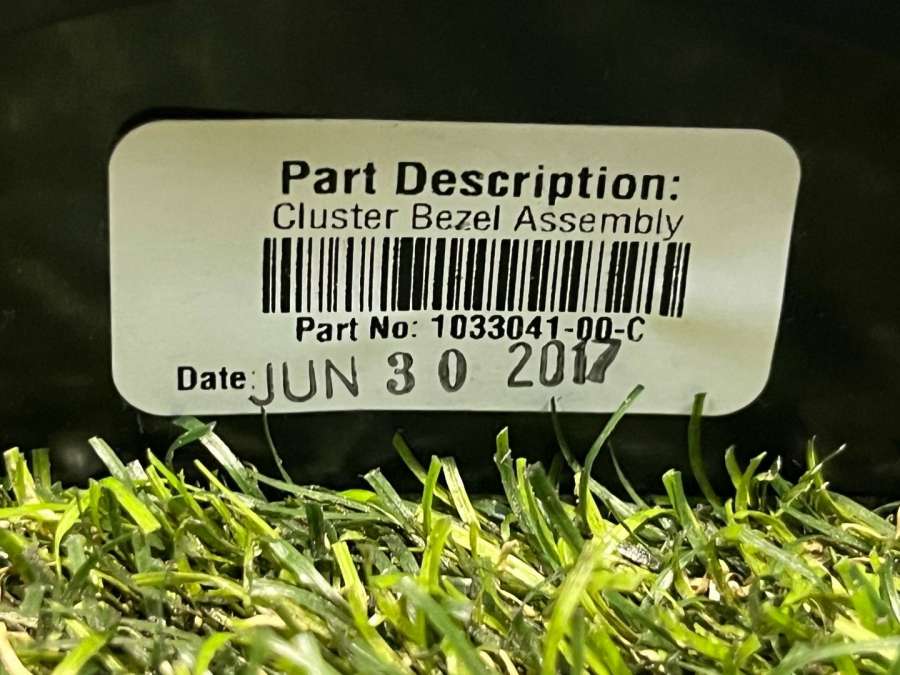 Part Description:
Cluster Bezel Assembly
Part No: 1033041-00-C
Date: JUN 30 2017